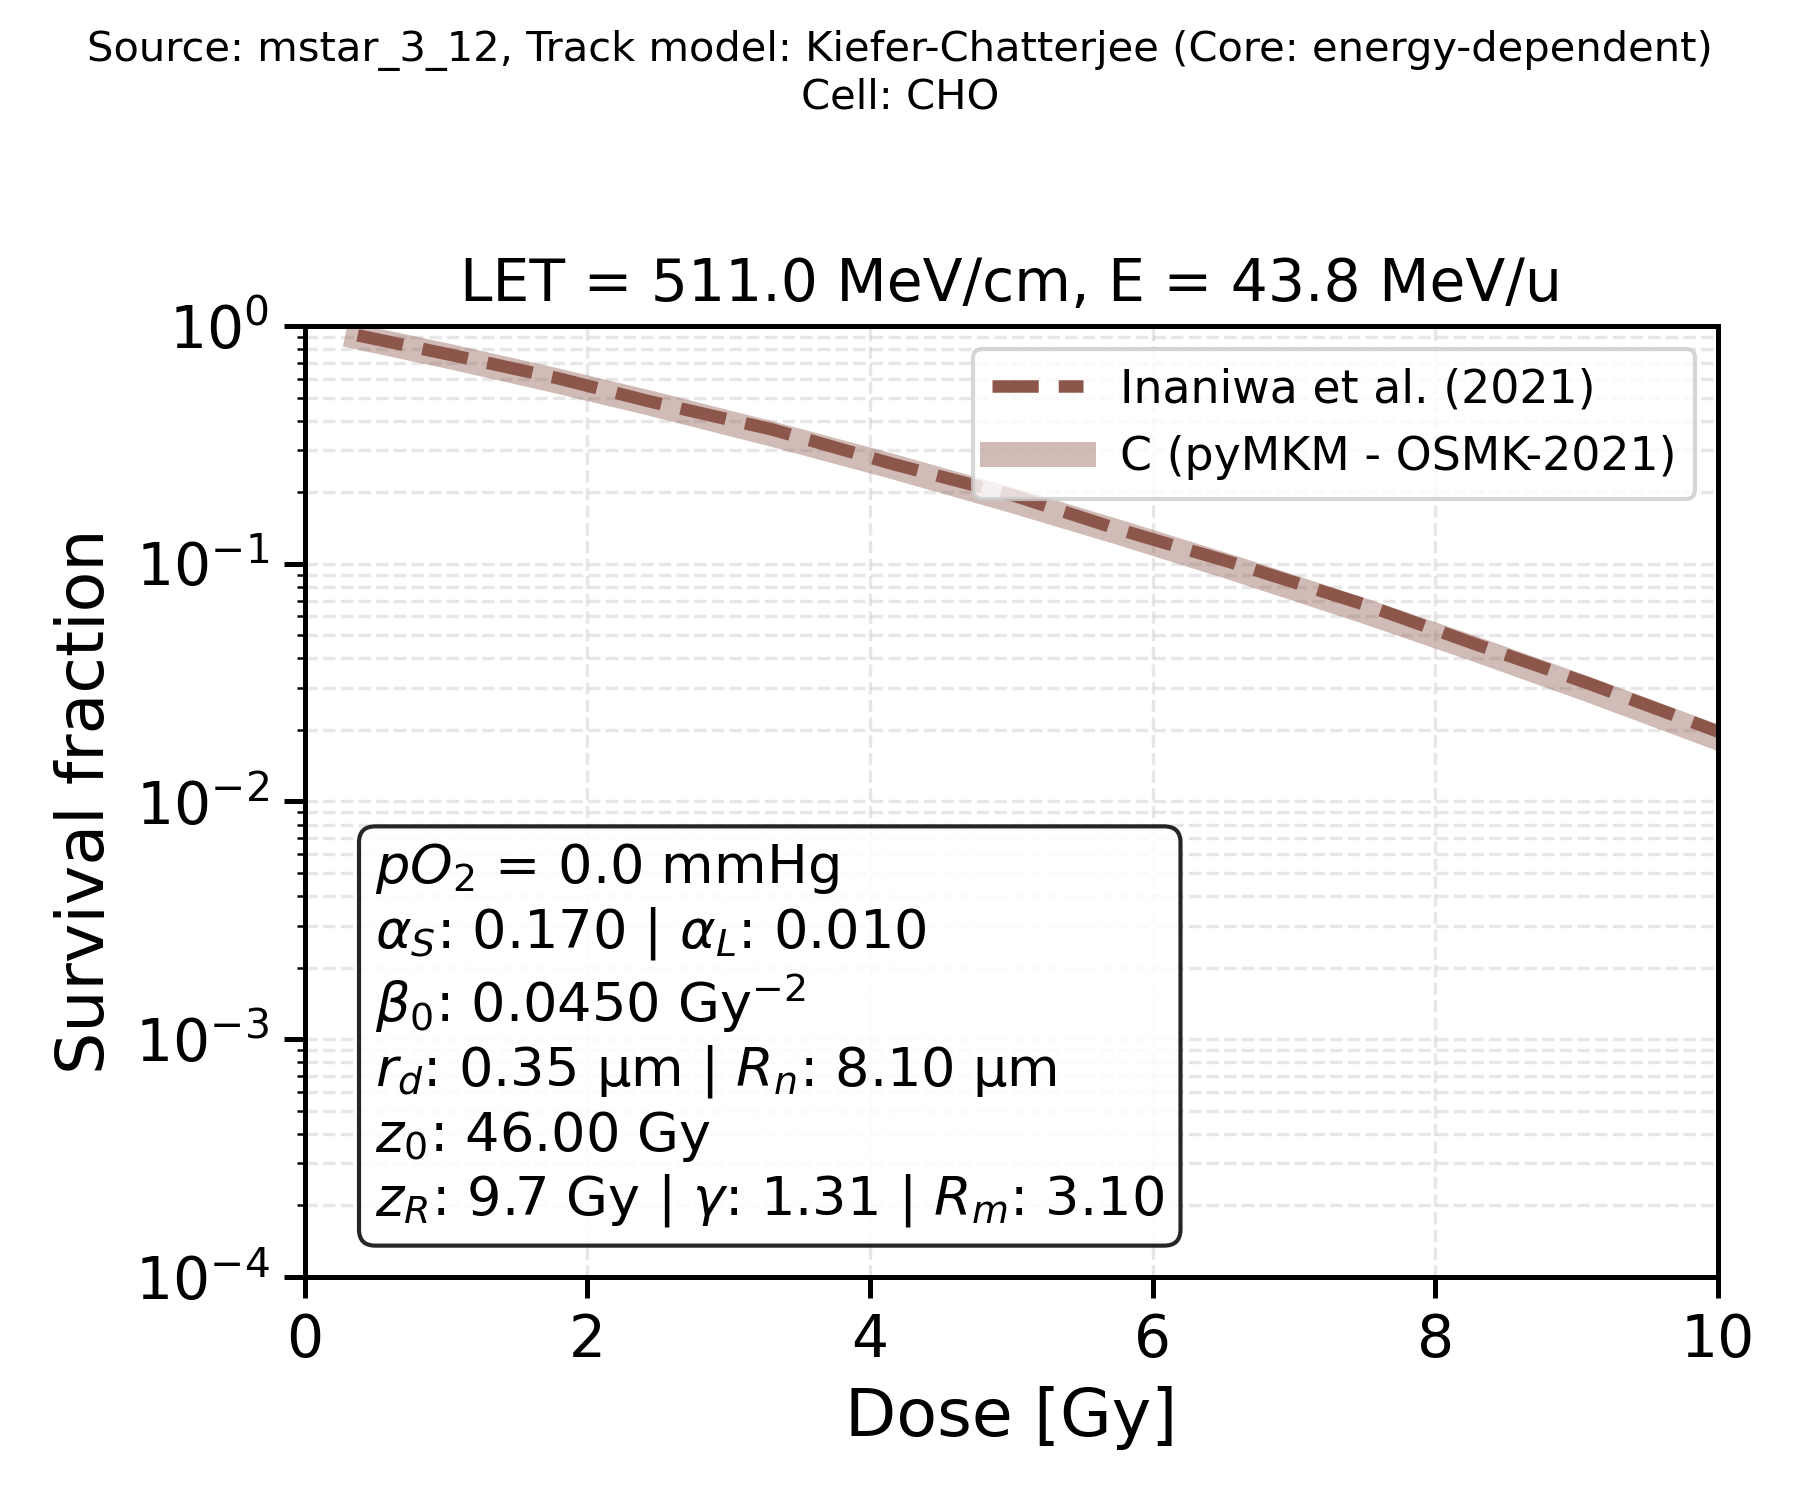 Source: mstar_3_12, Track model: Kiefer-Chatterjee (Core: energy-dependent)
Cell: CHO
LET = 511.0 MeV/cm, E = 43.8 MeV/u
10⁰
10⁻¹
10⁻²
10⁻³
10⁻⁴
Survival fraction
Inaniwa et al. (2021)
C (pyMKM - OSMK-2021)
pO₂ = 0.0 mmHg
α_S: 0.170 | α_L: 0.010
β₀: 0.0450 Gy⁻²
r_d: 0.35 µm | R_n: 8.10 µm
z₀: 46.00 Gy
z_R: 9.7 Gy | γ: 1.31 | R_m: 3.10
0 2 4 6 8 10
Dose [Gy]